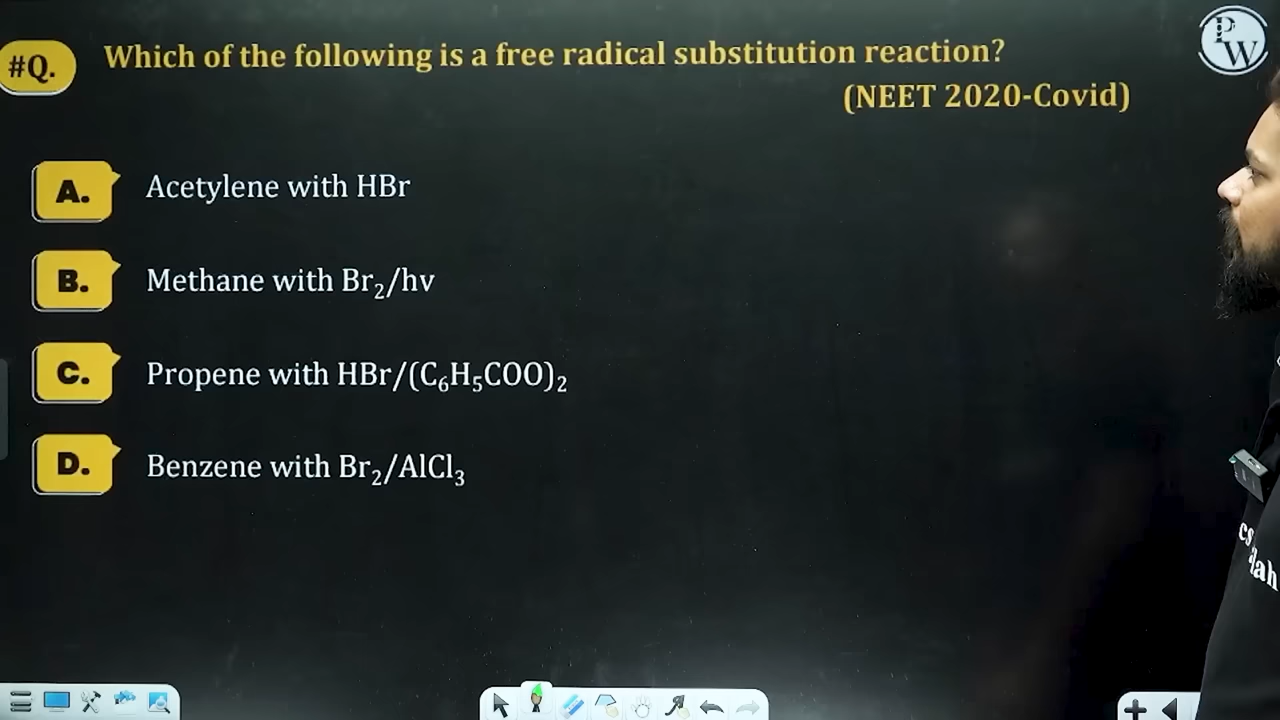 #Q. Which of the following is a free radical substitution reaction?
(NEET 2020-Covid)
PW
A. Acetylene with HBr
B. Methane with Br₂/hv
C. Propene with HBr/(C₆H₅COO)₂
D. Benzene with Br₂/AlCl₃